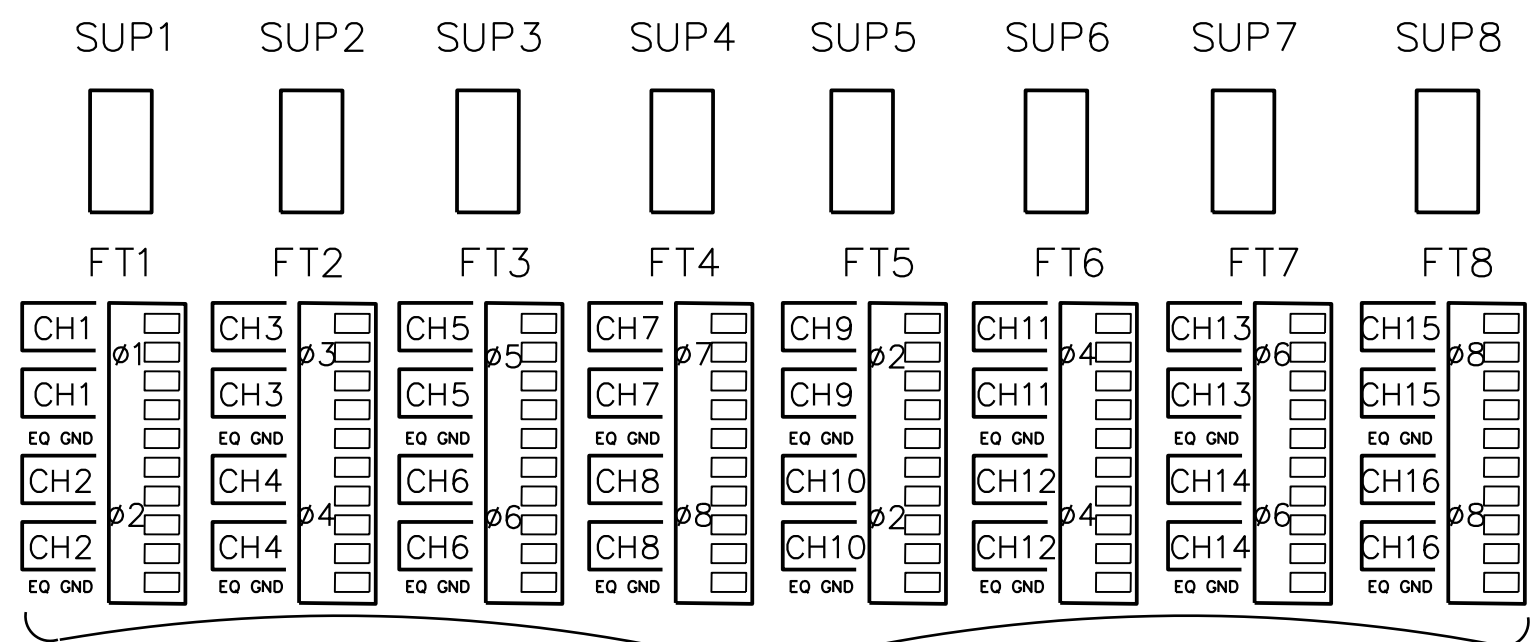 SUP1 SUP2 SUP3 SUP4 SUP5 SUP6 SUP7 SUP8
FT1 FT2 FT3 FT4 FT5 FT6 FT7 FT8
CH1 CH3 CH5 CH7 CH9 CH11 CH13 CH15
ø1 ø3 ø5 ø7 ø2 ø4 ø6 ø8
CH1 CH3 CH5 CH7 CH9 CH11 CH13 CH15
EQ GND EQ GND EQ GND EQ GND EQ GND EQ GND EQ GND EQ GND
CH2 CH4 CH6 CH8 CH10 CH12 CH14 CH16
ø2 ø4 ø6 ø8 ø2 ø4 ø6 ø8
CH2 CH4 CH6 CH8 CH10 CH12 CH14 CH16
EQ GND EQ GND EQ GND EQ GND EQ GND EQ GND EQ GND EQ GND